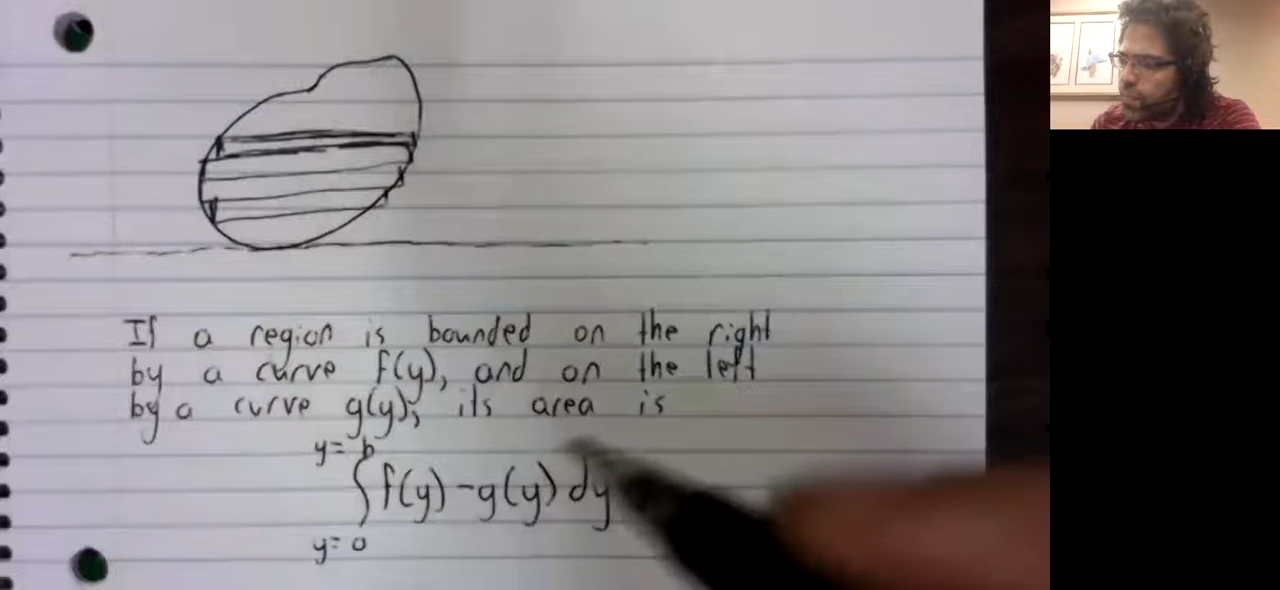 If a region is bounded on the right
by a curve f(y), and on the left
by a curve g(y), its area is
y = b
∫ f(y) - g(y) dy
y = a